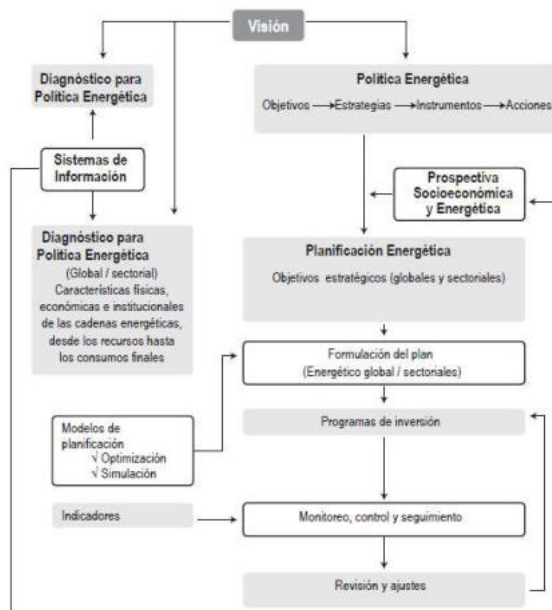 Visión
Diagnóstico para
Política Energética
Política Energética
Objetivos → Estrategias → Instrumentos → Acciones
Sistemas de
Información
Prospectiva
Socioeconómica
y Energética
Diagnóstico para
Política Energética
(Global / sectorial)
Características físicas,
económicas e institucionales
de las cadenas energéticas,
desde los recursos hasta
los consumos finales
Planificación Energética
Objetivos estratégicos (globales y sectoriales)
Formulación del plan
(Energético global / sectoriales)
Modelos de
planificación
√ Optimización
√ Simulación
Programas de inversión
Indicadores
Monitoreo, control y seguimiento
Revisión y ajustes